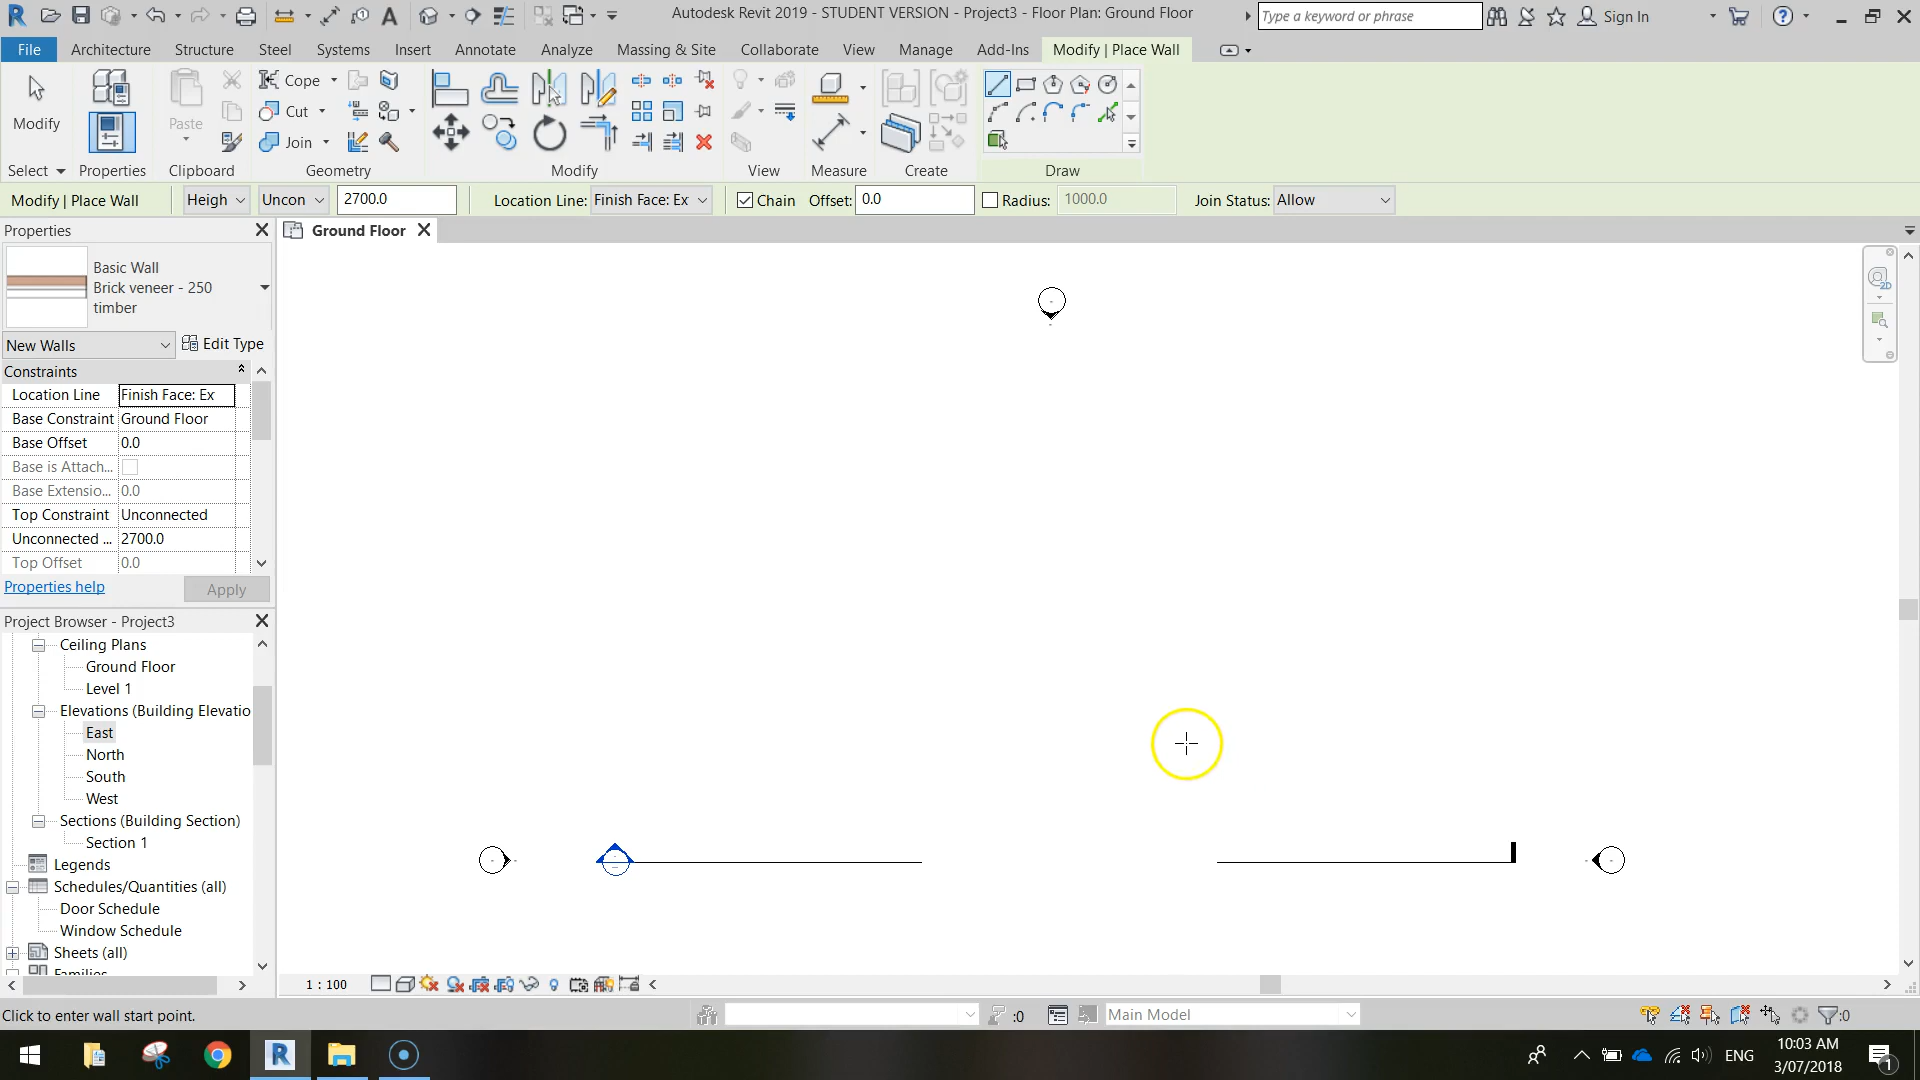 Autodesk Revit 2019 - STUDENT VERSION - Project3 - Floor Plan: Ground Floor
Type a keyword or phrase
Sign In
File Architecture Structure Steel Systems Insert Annotate Analyze Massing & Site Collaborate View Manage Add-Ins Modify | Place Wall
Modify
Paste
Cope
Cut
Join
Select Properties Clipboard Geometry Modify View Measure Create Draw
Modify | Place Wall Heigh Uncon 2700.0 Location Line: Finish Face: Ex Chain Offset: 0.0 Radius: 1000.0 Join Status: Allow
Properties
Ground Floor
Basic Wall
Brick veneer - 250
timber
New Walls Edit Type
Constraints
Location Line Finish Face: Ex
Base Constraint Ground Floor
Base Offset 0.0
Base is Attach...
Base Extensio... 0.0
Top Constraint Unconnected
Unconnected ... 2700.0
Top Offset 0.0
Properties help Apply
Project Browser - Project3
Ceiling Plans
Ground Floor
Level 1
Elevations (Building Elevatio
East
North
South
West
Sections (Building Section)
Section 1
Legends
Schedules/Quantities (all)
Door Schedule
Window Schedule
Sheets (all)
Families
2D
1 : 100
Click to enter wall start point.
:0
Main Model
:0
ENG
10:03 AM
3/07/2018
1